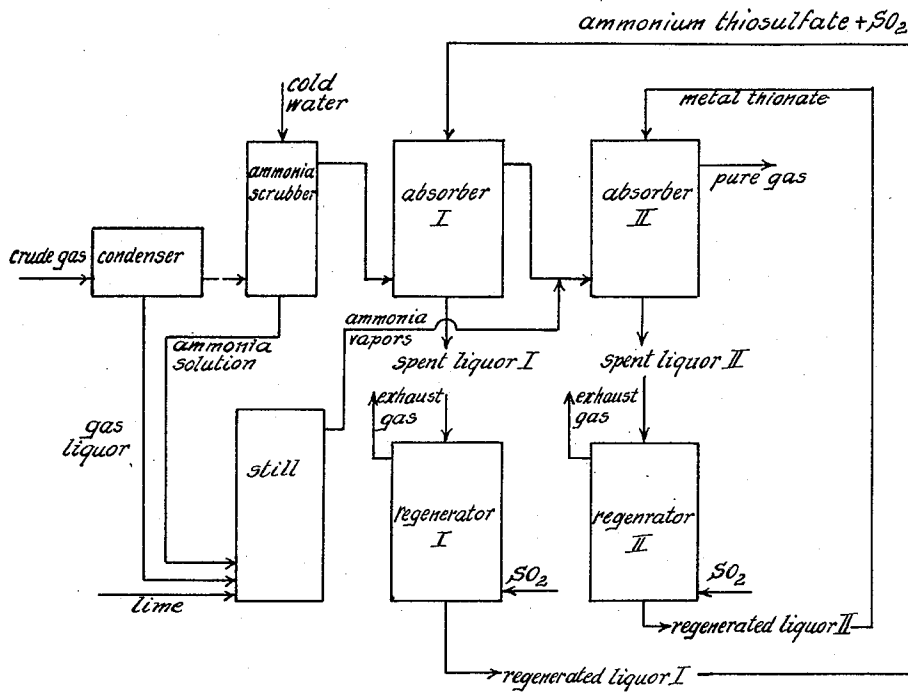 ammonium thiosulfate + SO₂
cold
water
metal thionate
ammonia
scrubber
absorber
I
absorber
II
pure gas
crude gas
condenser
ammonia
vapors
ammonia
solution
spent liquor I
spent liquor II
exhaust
gas
exhaust
gas
gas
liquor
still
regenerator
I
regenrator
II
SO₂
SO₂
lime
regenerated liquor II
regenerated liquor I